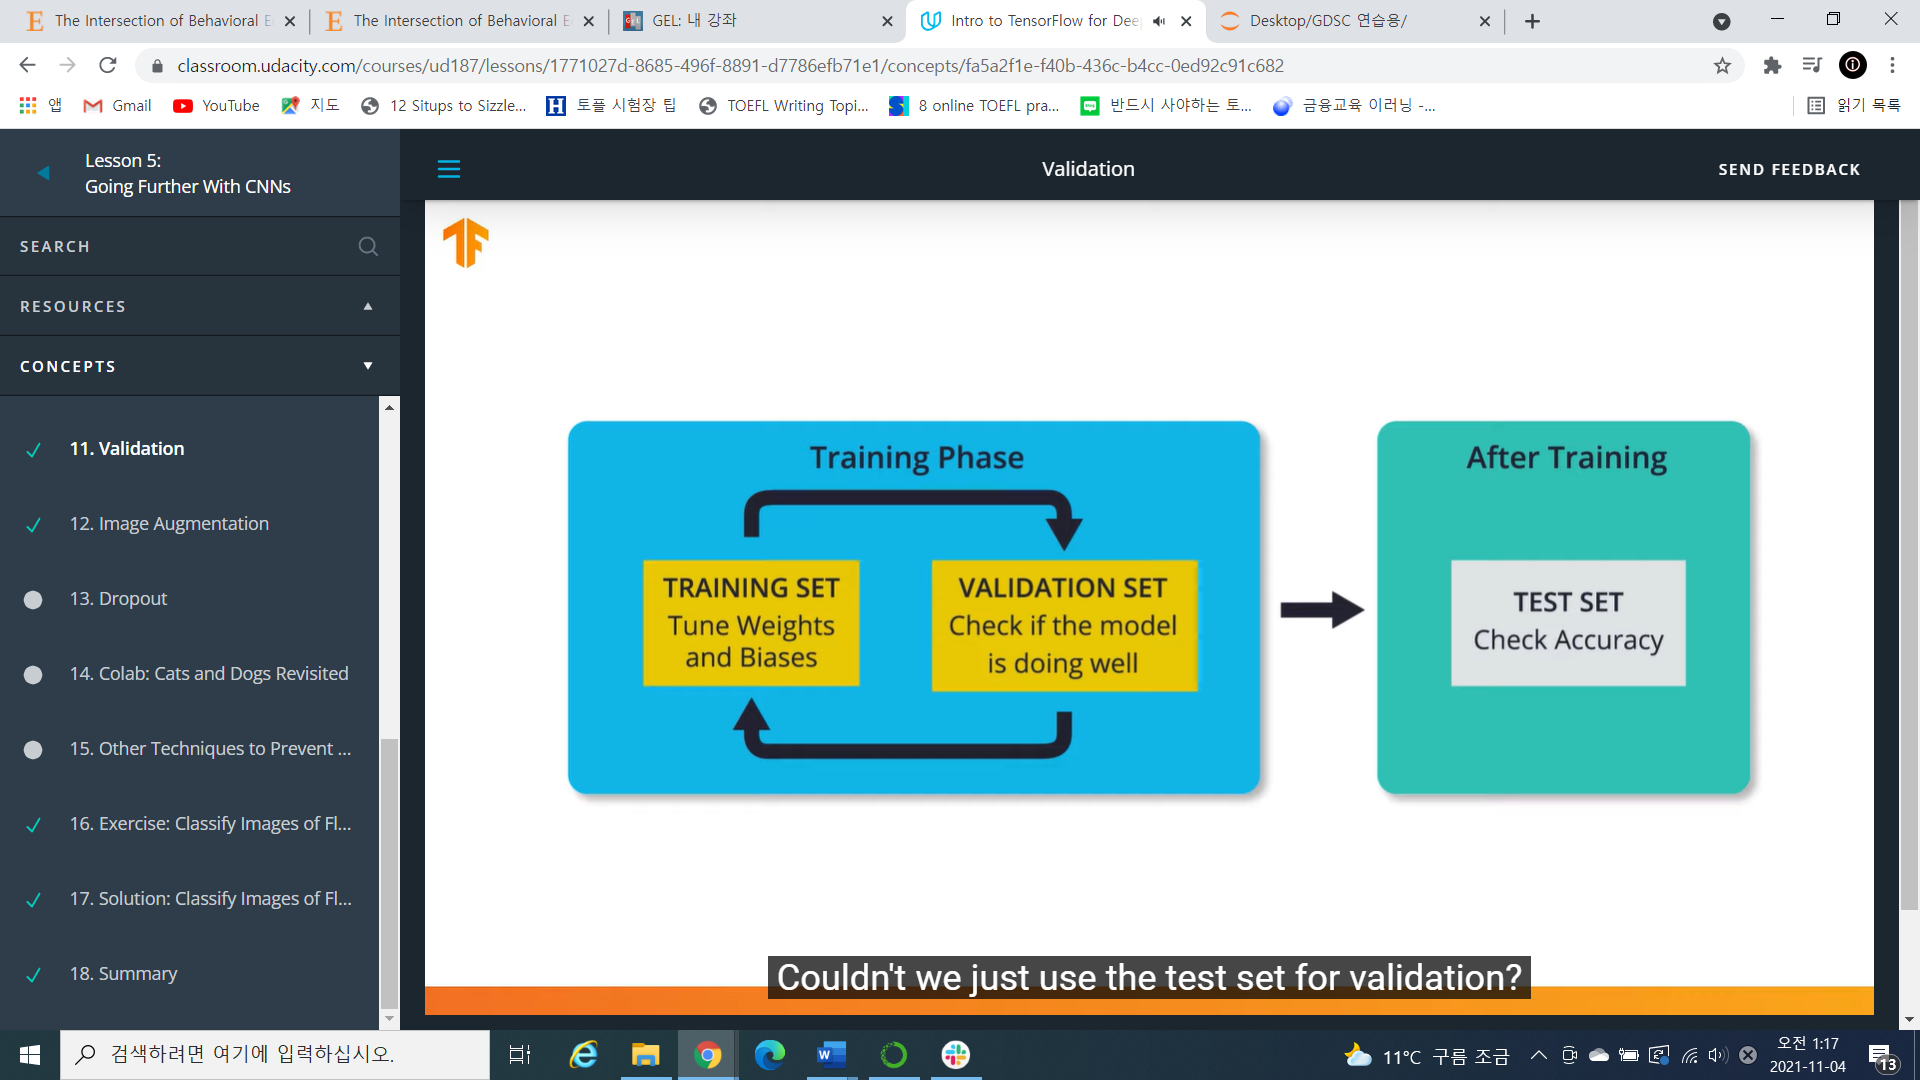 The Intersection of Behavioral E
The Intersection of Behavioral E
GEL: 내 강좌
Intro to TensorFlow for Dee
Desktop/GDSC 연습용/
classroom.udacity.com/courses/ud187/lessons/1771027d-8685-496f-8891-d7786efb71e1/concepts/fa5a2f1e-f40b-436c-b4cc-0ed92c91c682
앱
Gmail
YouTube
지도
12 Situps to Sizzle...
토플 시험장 팁
TOEFL Writing Topi...
8 online TOEFL pra...
반드시 사야하는 토...
금융교육 이러닝 -...
읽기 목록
Lesson 5:
Going Further With CNNs
Validation
SEND FEEDBACK
SEARCH
RESOURCES
CONCEPTS
11. Validation
12. Image Augmentation
13. Dropout
14. Colab: Cats and Dogs Revisited
15. Other Techniques to Prevent ...
16. Exercise: Classify Images of Fl...
17. Solution: Classify Images of Fl...
18. Summary
Training Phase
TRAINING SET
Tune Weights
and Biases
VALIDATION SET
Check if the model
is doing well
After Training
TEST SET
Check Accuracy
Couldn't we just use the test set for validation?
검색하려면 여기에 입력하십시오.
11°C 구름 조금
오전 1:17
2021-11-04
13